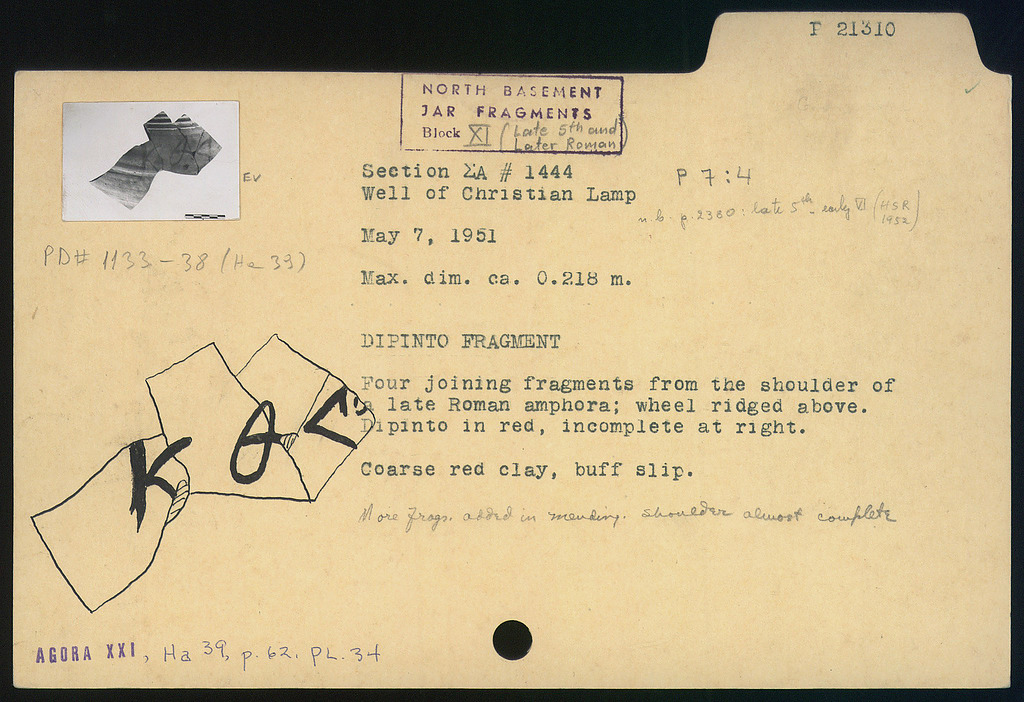 P 21310
NORTH BASEMENT
JAR FRAGMENTS
Block XI (Late 5th and
Later Roman)
EV
Section ΣΑ # 1444
P 7:4
Well of Christian Lamp
n.b. p. 2380: late 5th - early VI (HSR
1952)
May 7, 1951
PD# 1133-38 (Ha 39)
Max. dim. ca. 0.218 m.
DIPINTO FRAGMENT
Four joining fragments from the shoulder of
a late Roman amphora; wheel ridged above.
Dipinto in red, incomplete at right.
Κ Θ
Coarse red clay, buff slip.
More frags. added in mending. shoulder almost complete
AGORA XXI, Ha 39, p. 62, PL. 34